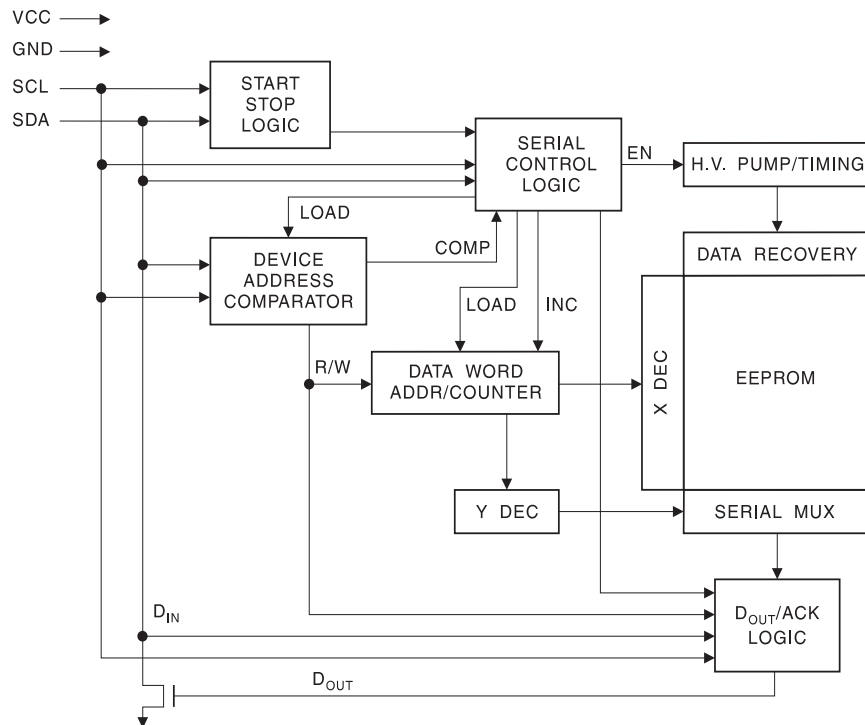 VCC
GND
SCL
SDA
START
STOP
LOGIC
SERIAL
CONTROL
LOGIC
EN
H.V. PUMP/TIMING
LOAD
COMP
DEVICE
ADDRESS
COMPARATOR
DATA RECOVERY
LOAD
INC
R/W
DATA WORD
ADDR/COUNTER
X DEC
EEPROM
Y DEC
SERIAL MUX
DIN
DOUT/ACK
LOGIC
DOUT